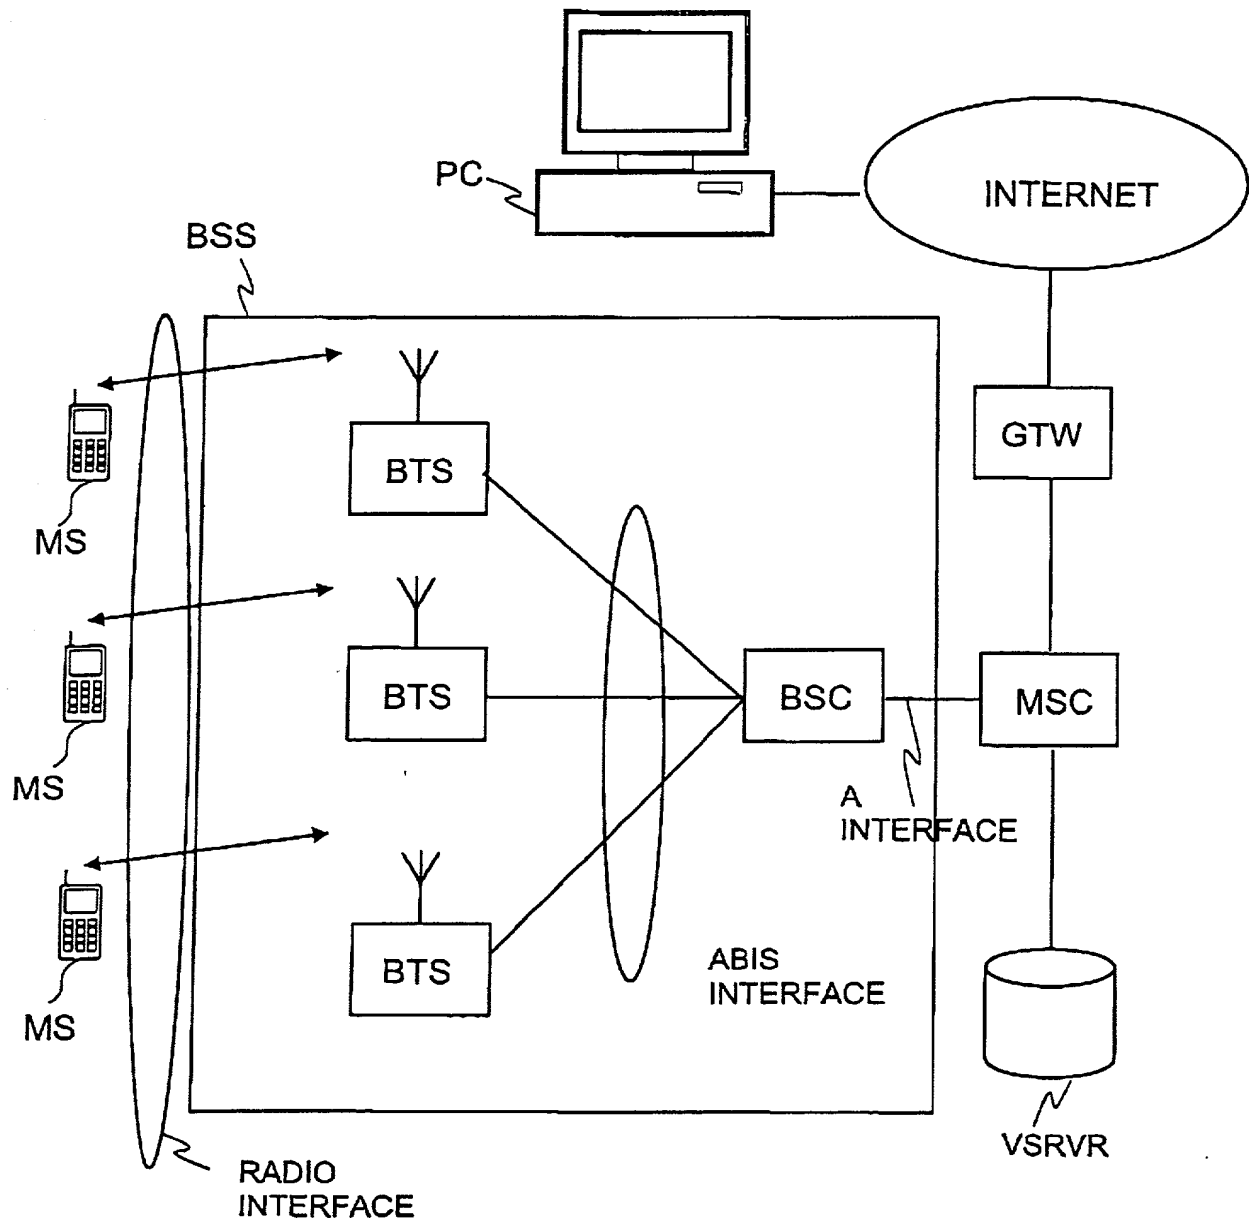 PC
INTERNET
BSS
GTW
BTS
MS
BTS
BSC
MSC
MS
A
INTERFACE
BTS
ABIS
INTERFACE
MS
VSRVR
RADIO
INTERFACE